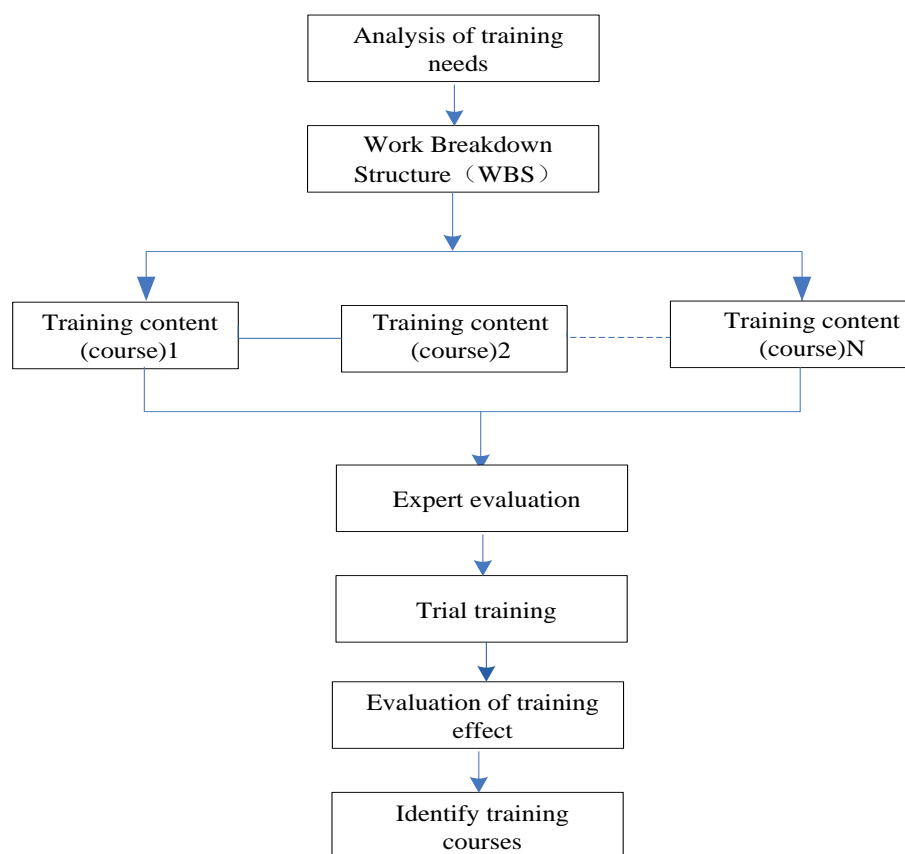 Analysis of training
needs
Work Breakdown
Structure（WBS）
Training content
(course)1
Training content
(course)2
Training content
(course)N
Expert evaluation
Trial training
Evaluation of training
effect
Identify training
courses